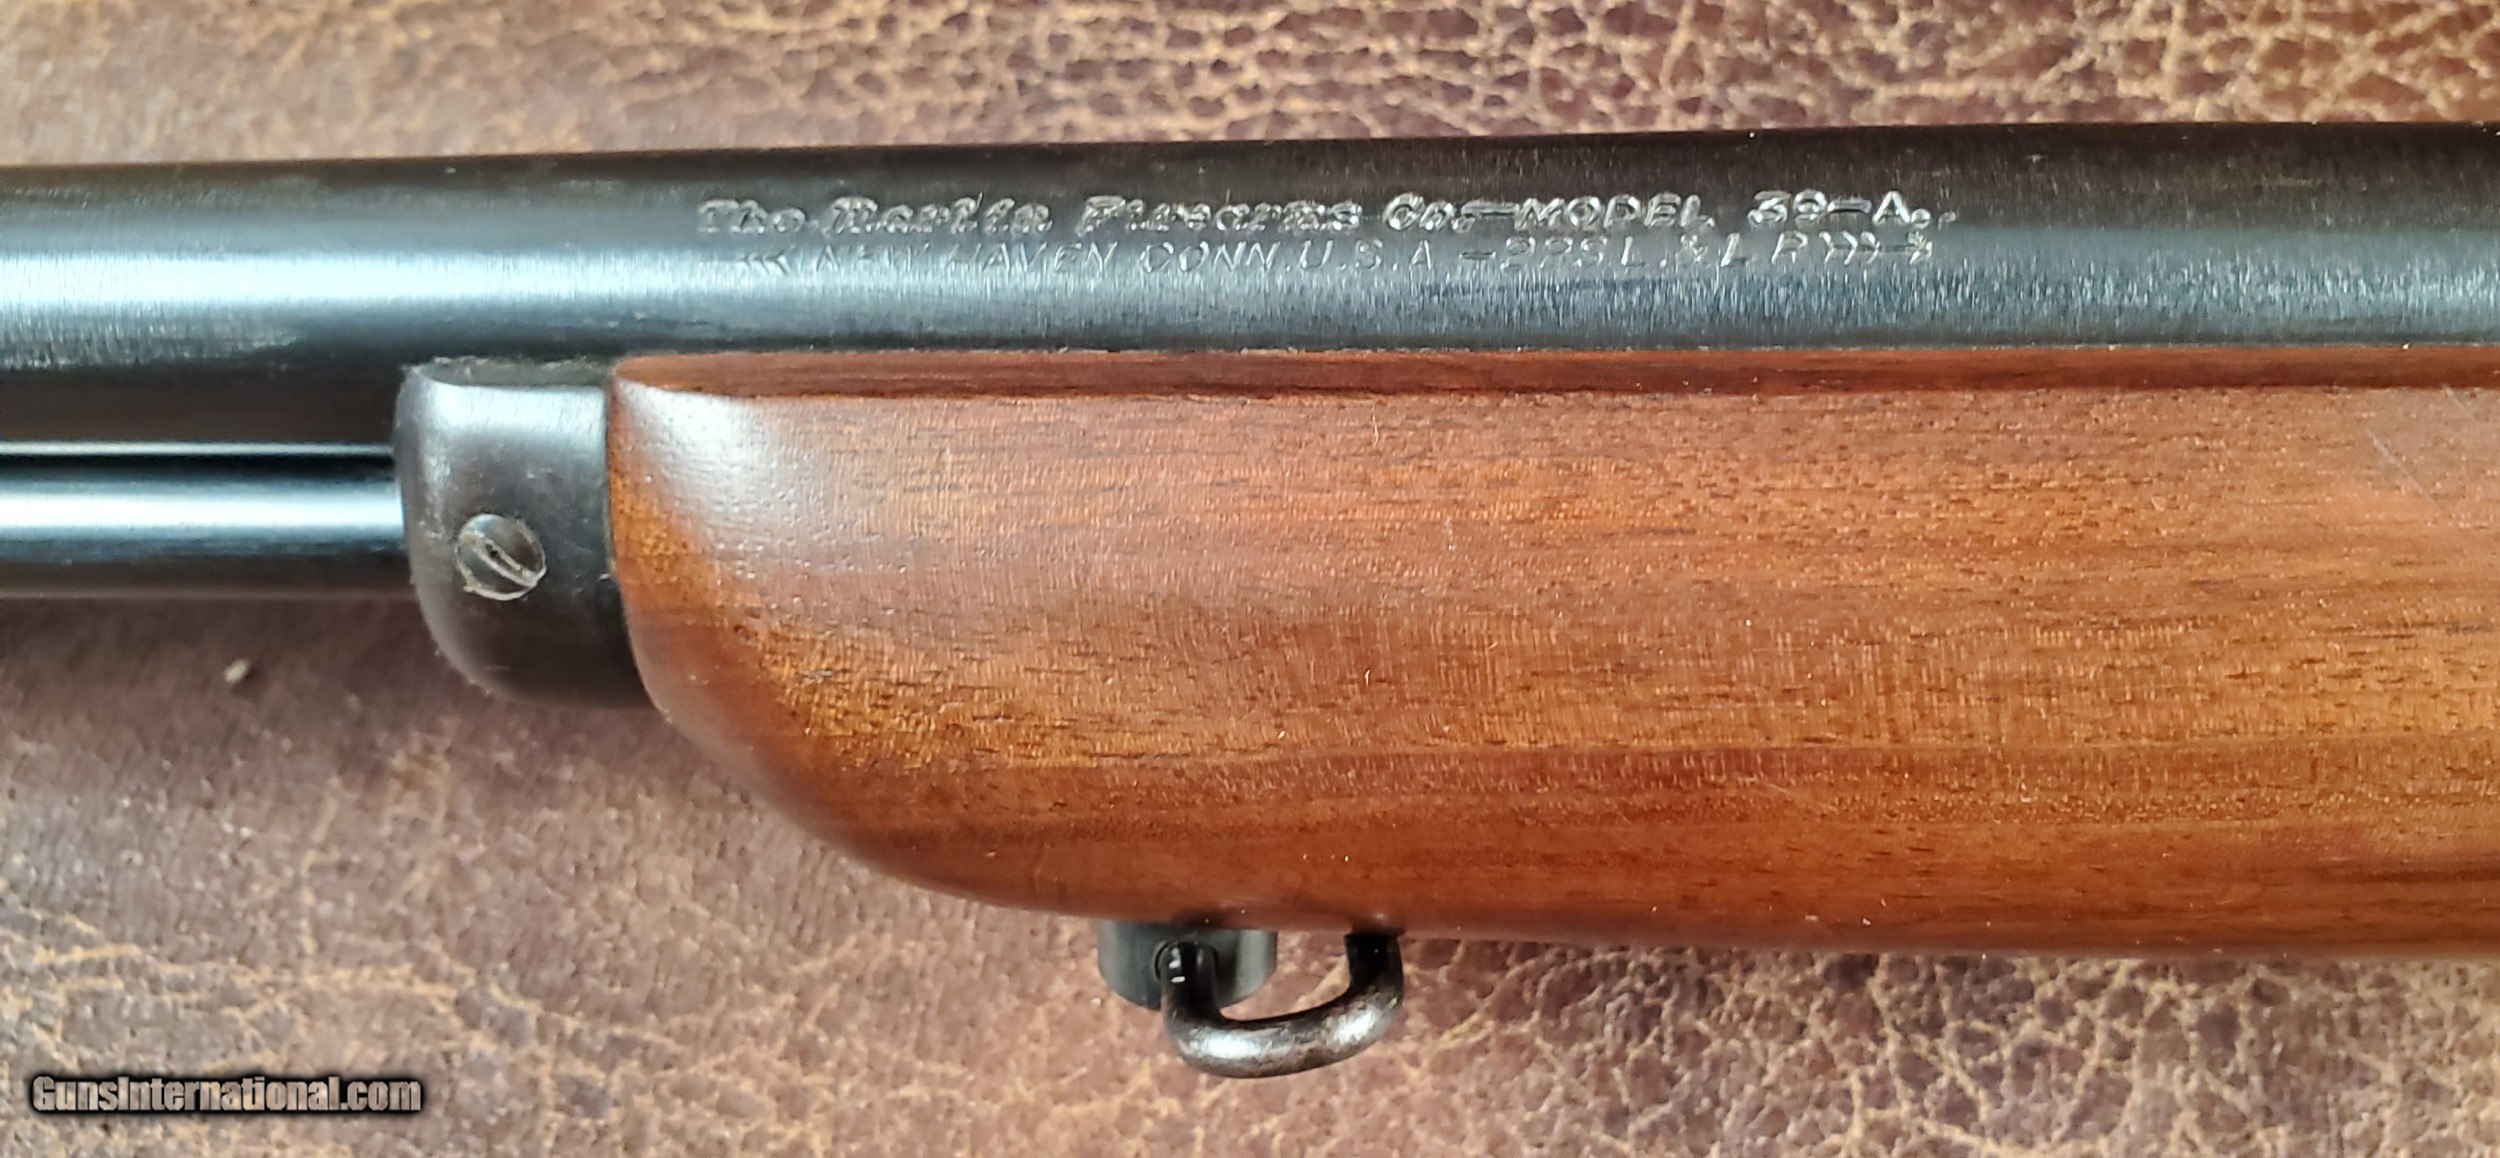 The Marlin Firearms Co.—MODEL 39-A..
NEW HAVEN, CONN. U.S.A. —22 S.L. & L.R.
GunsInternational.com